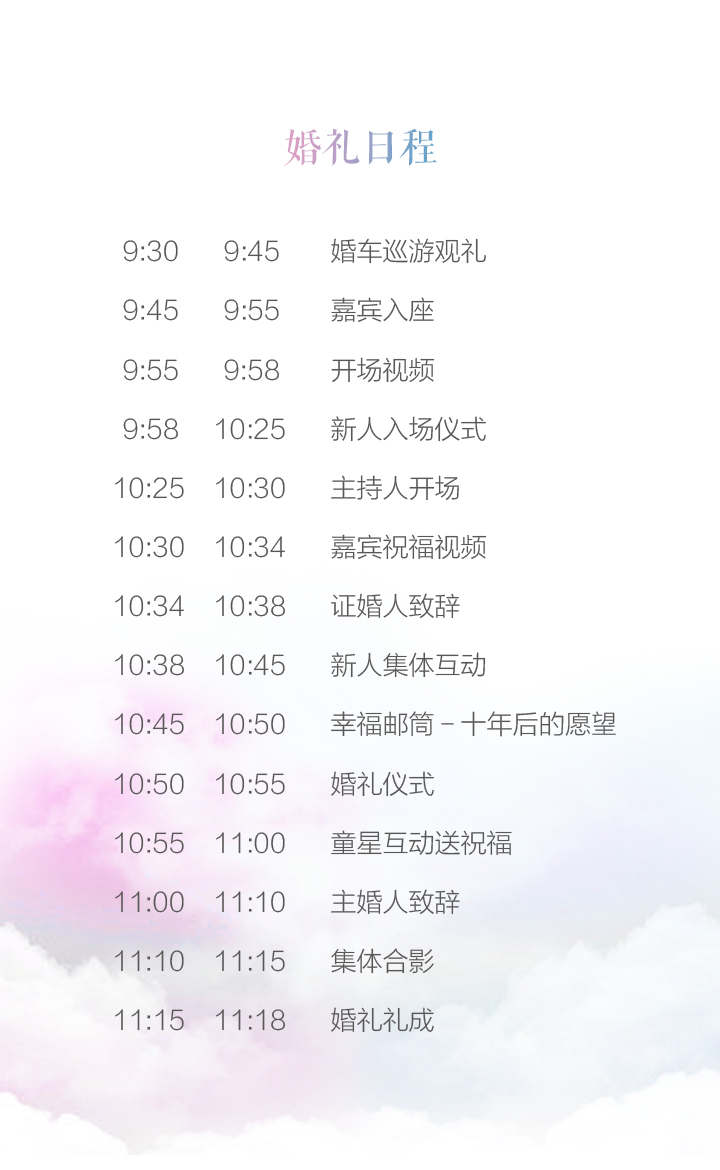 婚礼日程
9:30 9:45 婚车巡游观礼
9:45 9:55 嘉宾入座
9:55 9:58 开场视频
9:58 10:25 新人入场仪式
10:25 10:30 主持人开场
10:30 10:34 嘉宾祝福视频
10:34 10:38 证婚人致辞
10:38 10:45 新人集体互动
10:45 10:50 幸福邮筒 – 十年后的愿望
10:50 10:55 婚礼仪式
10:55 11:00 童星互动送祝福
11:00 11:10 主婚人致辞
11:10 11:15 集体合影
11:15 11:18 婚礼礼成